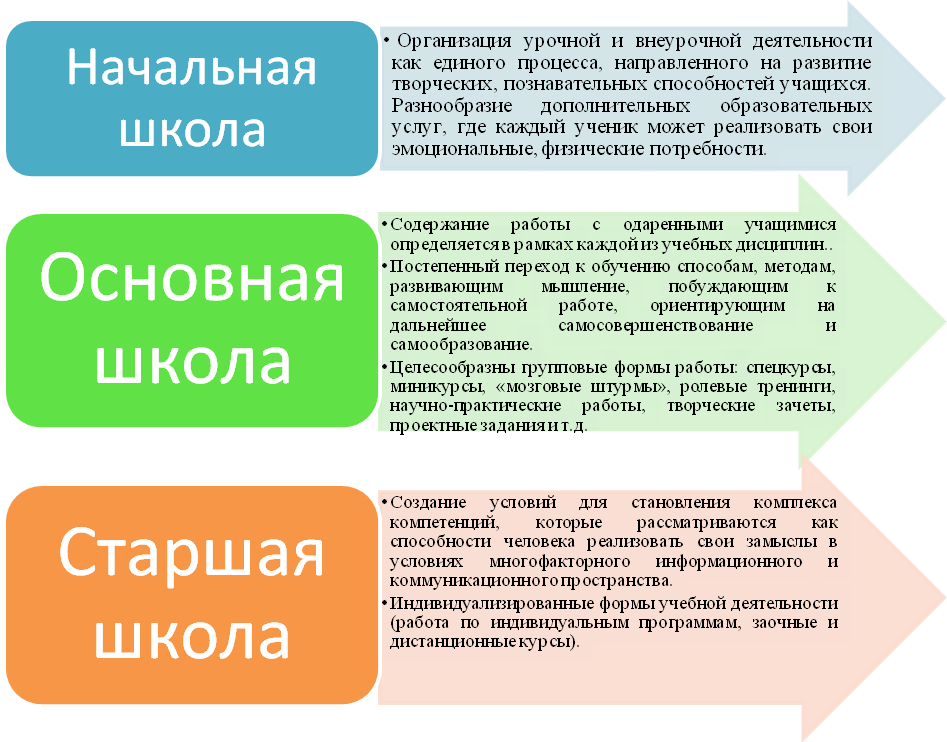 Начальная
школа
• Организация урочной и внеурочной деятельности
как единого процесса, направленного на развитие
творческих, познавательных способностей учащихся.
Разнообразие дополнительных образовательных
услуг, где каждый ученик может реализовать свои
эмоциональные, физические потребности.
Основная
школа
•Содержание работы с одаренными учащимися
определяется в рамках каждой из учебных дисциплин..
•Постепенный переход к обучению способам, методам,
развивающим мышление, побуждающим к
самостоятельной работе, ориентирующим на
дальнейшее самосовершенствование и
самообразование.
•Целесообразны групповые формы работы: спецкурсы,
миникурсы, «мозговые штурмы», ролевые тренинги,
научно-практические работы, творческие зачеты,
проектные задания и т.д.
Старшая
школа
•Создание условий для становления комплекса
компетенций, которые рассматриваются как
способности человека реализовать свои замыслы в
условиях многофакторного информационного и
коммуникационного пространства.
•Индивидуализированные формы учебной деятельности
(работа по индивидуальным программам, заочные и
дистанционные курсы).